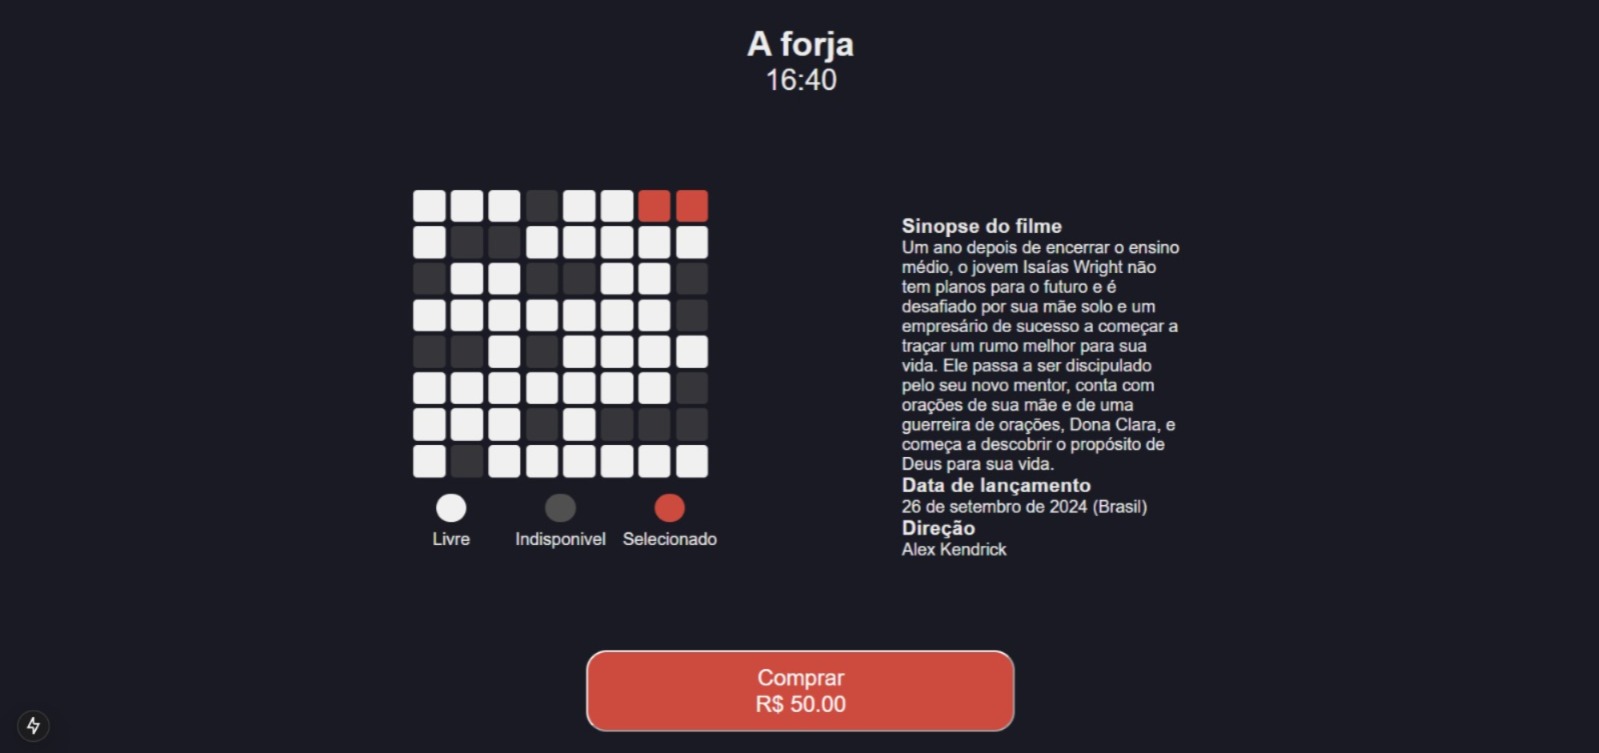 A forja
16:40
Sinopse do filme
Um ano depois de encerrar o ensino
médio, o jovem Isaías Wright não
tem planos para o futuro e é
desafiado por sua mãe solo e um
empresário de sucesso a começar a
traçar um rumo melhor para sua
vida. Ele passa a ser discipulado
pelo seu novo mentor, conta com
orações de sua mãe e de uma
guerreira de orações, Dona Clara, e
começa a descobrir o propósito de
Deus para sua vida.
Data de lançamento
26 de setembro de 2024 (Brasil)
Direção
Alex Kendrick
Livre
Indisponivel
Selecionado
Comprar
R$ 50.00